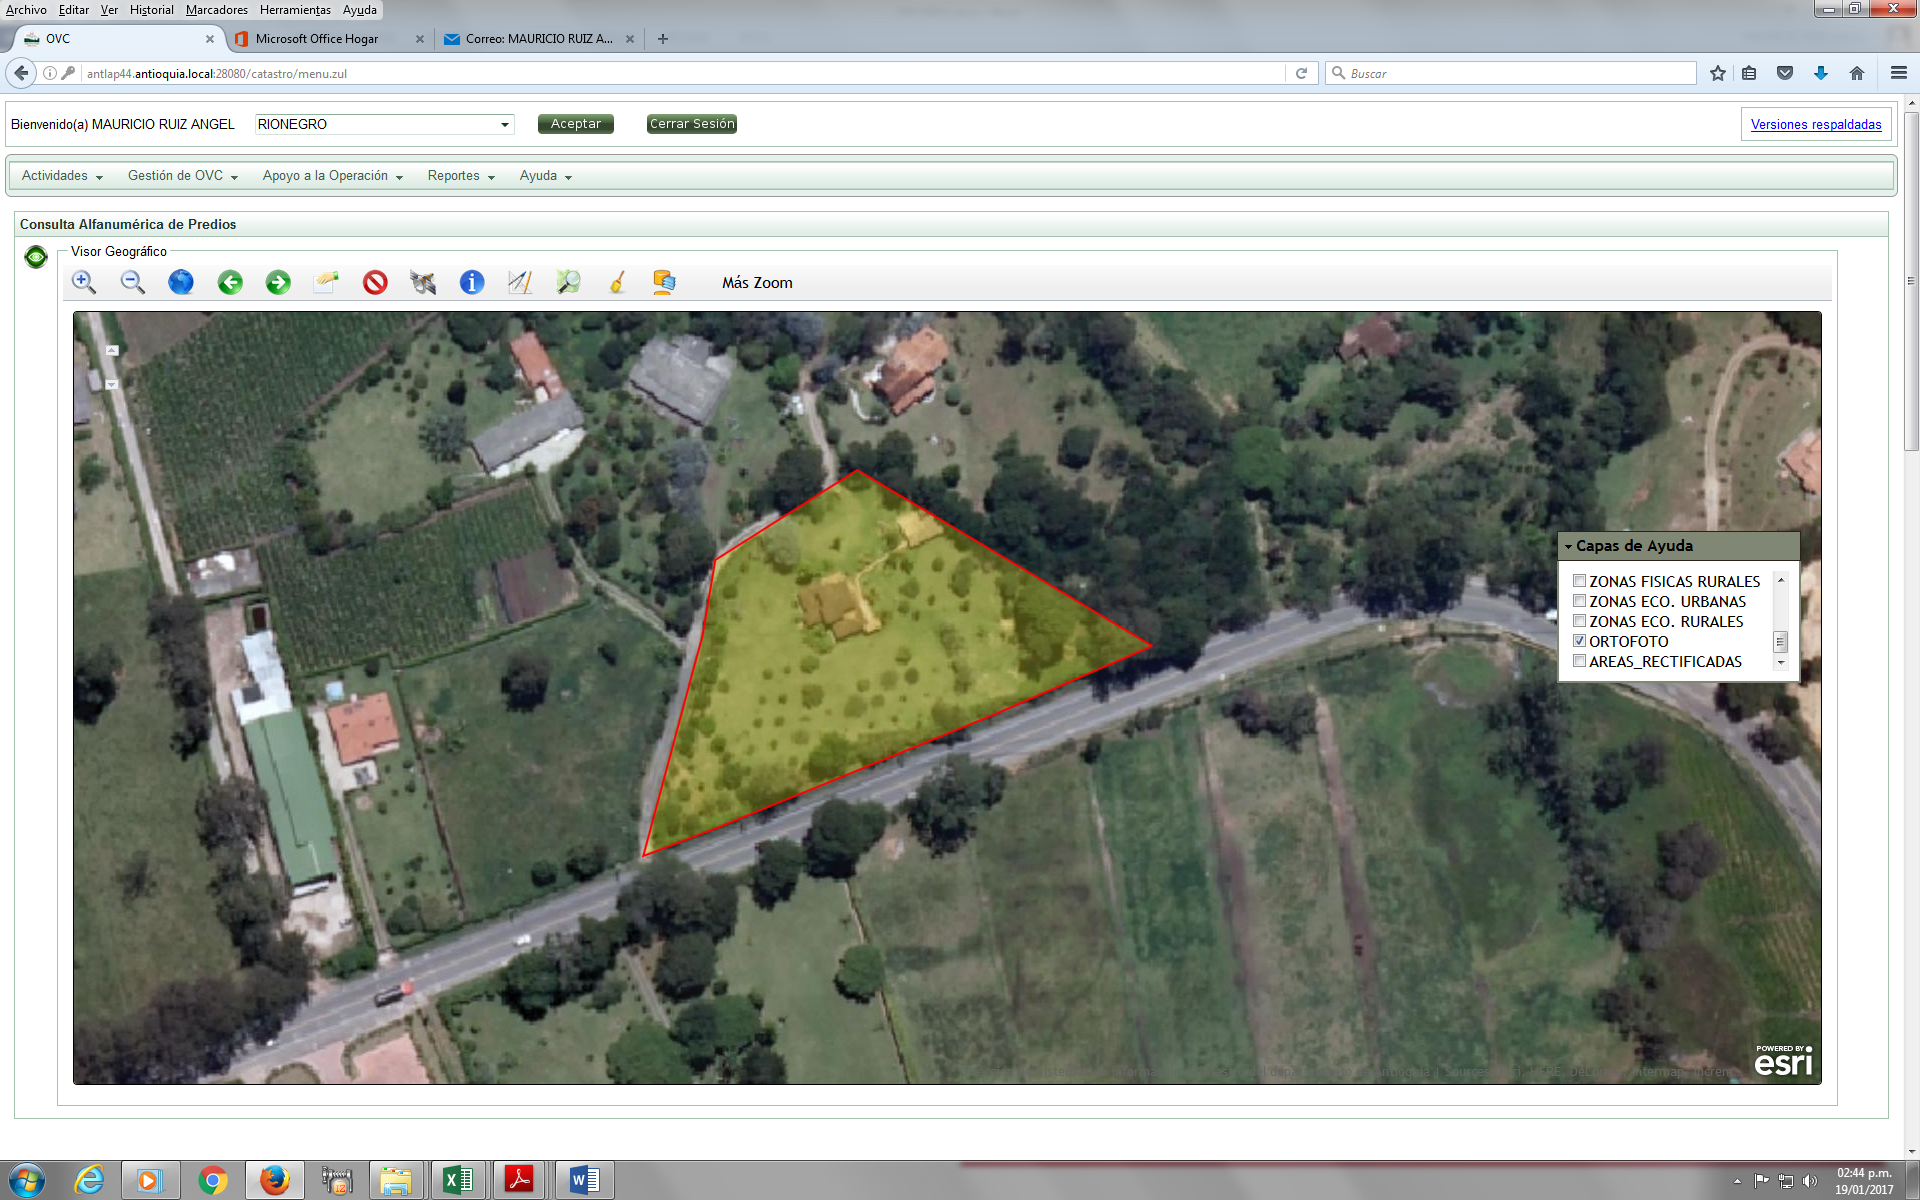 Archivo Editar Ver Historial Marcadores Herramientas Ayuda
OVC
Microsoft Office Hogar
Correo: MAURICIO RUIZ A...
antlap44.antioquia.local:28080/catastro/menu.zul
Buscar
Bienvenido(a) MAURICIO RUIZ ANGEL
RIONEGRO
Aceptar
Cerrar Sesión
Versiones respaldadas
Actividades
Gestión de OVC
Apoyo a la Operación
Reportes
Ayuda
Consulta Alfanumérica de Predios
Visor Geográfico
Más Zoom
Capas de Ayuda
ZONAS FISICAS RURALES
ZONAS ECO. URBANAS
ZONAS ECO. RURALES
ORTOFOTO
AREAS_RECTIFICADAS
POWERED BY
esri
02:44 p.m.
19/01/2017